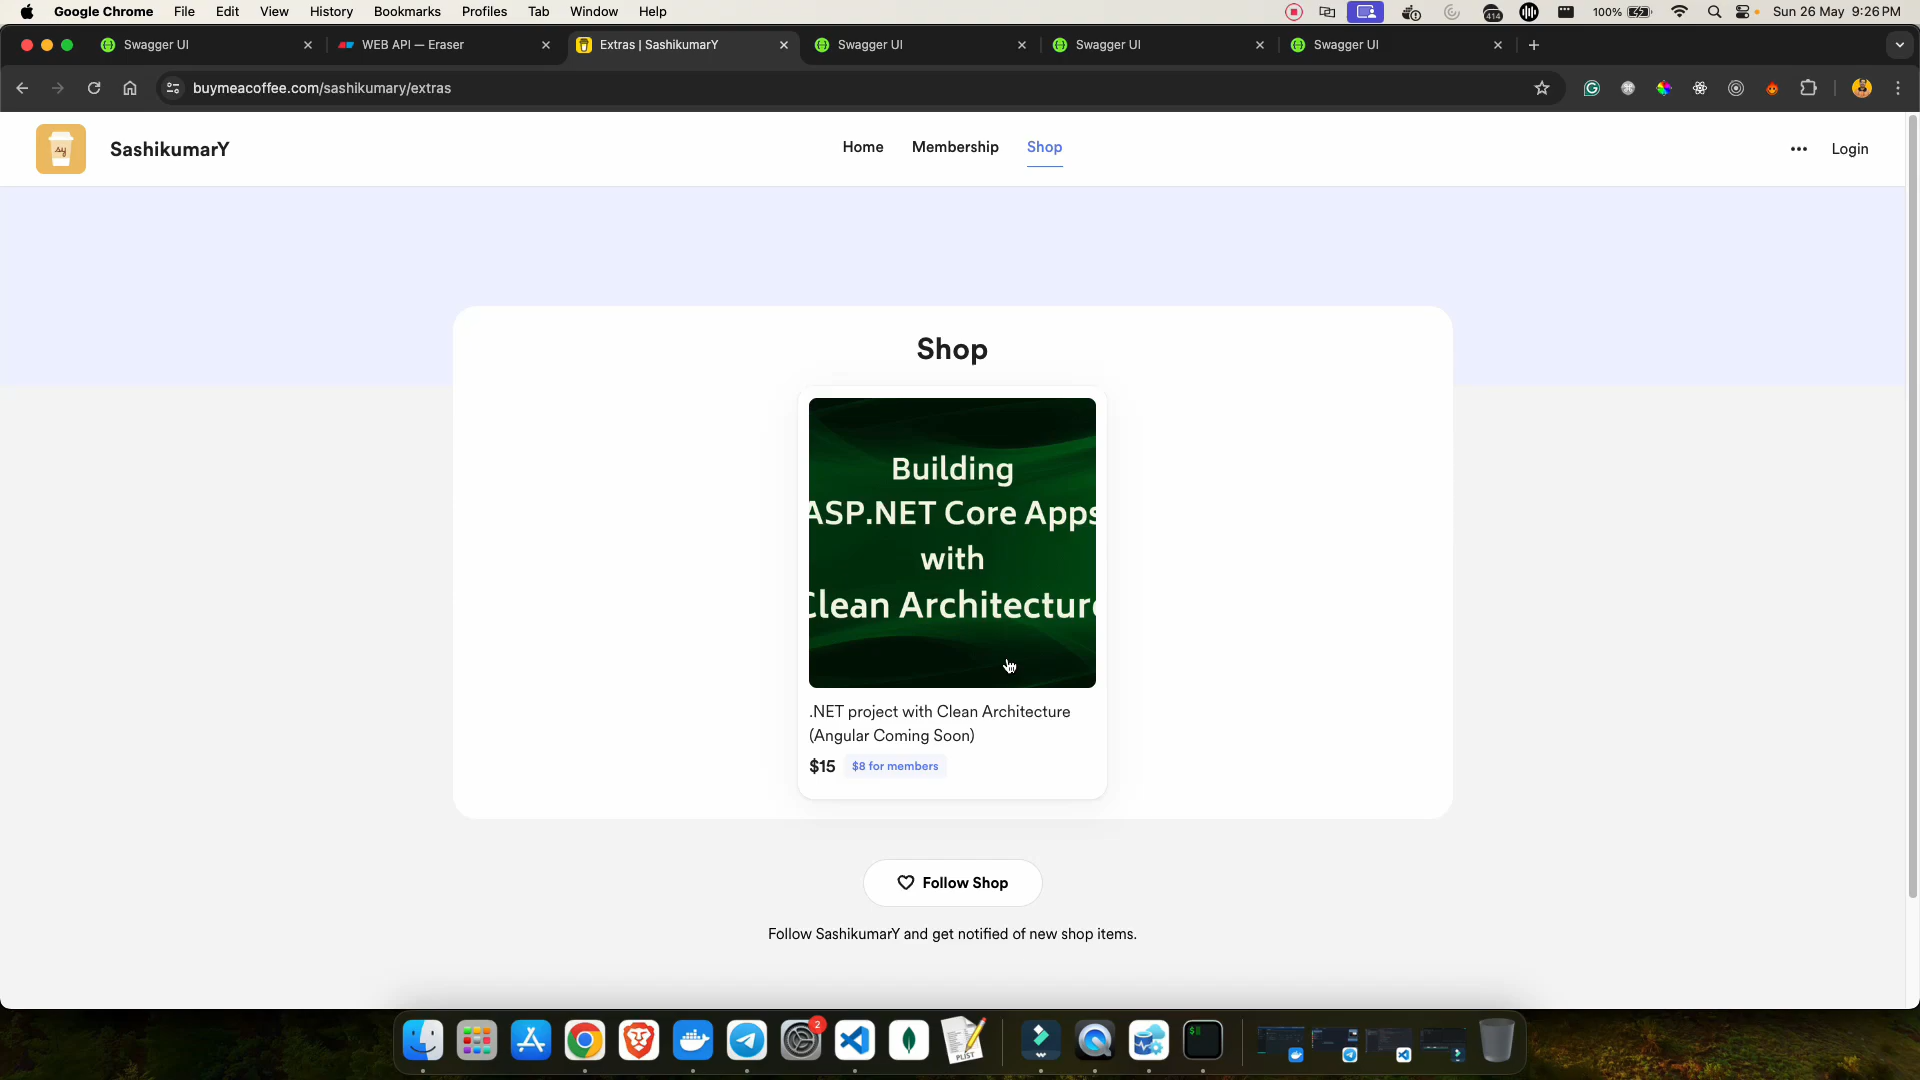 Google Chrome File Edit View History Bookmarks Profiles Tab Window Help 414 100% Sun 26 May 9:26 PM
Swagger UI WEB API — Eraser Extras | SashikumarY Swagger UI Swagger UI Swagger UI
buymeacoffee.com/sashikumary/extras
SashikumarY Home Membership Shop Login
Shop
Building
ASP.NET Core Apps
with
Clean Architecture
.NET project with Clean Architecture
(Angular Coming Soon)
$15 $8 for members
Follow Shop
Follow SashikumarY and get notified of new shop items.
2
PLIST